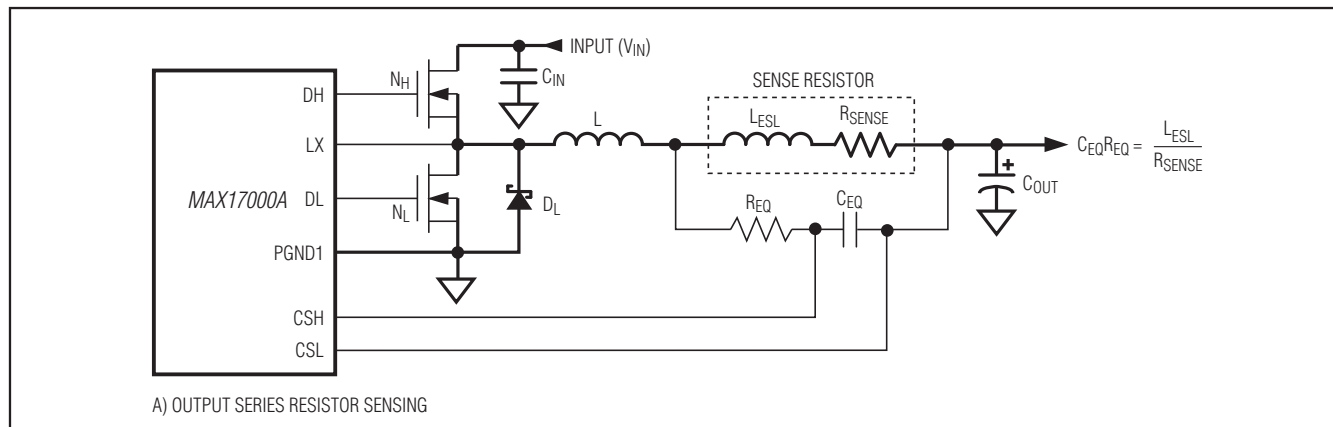 INPUT (VIN)
CIN
NH
DH
SENSE RESISTOR
L
LESL
RSENSE
LX
CEQREQ = LESL / RSENSE
COUT
+
MAX17000A
DL
NL
DL
REQ
CEQ
PGND1
CSH
CSL
A) OUTPUT SERIES RESISTOR SENSING